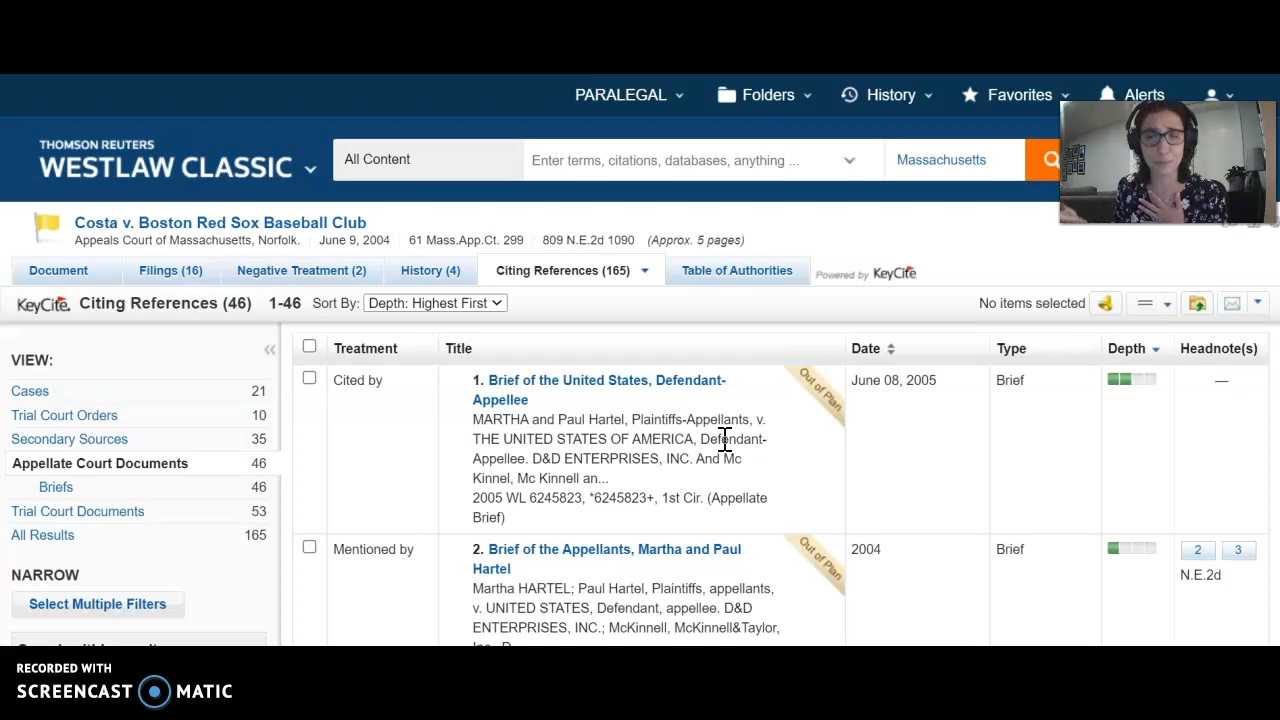 PARALEGAL Folders History Favorites Alerts
THOMSON REUTERS
WESTLAW CLASSIC
All Content Enter terms, citations, databases, anything ... Massachusetts
Costa v. Boston Red Sox Baseball Club
Appeals Court of Massachusetts, Norfolk. June 9, 2004 61 Mass.App.Ct. 299 809 N.E.2d 1090 (Approx. 5 pages)
Document Filings (16) Negative Treatment (2) History (4) Citing References (165) Table of Authorities Powered by KeyCite
KeyCite. Citing References (46) 1-46 Sort By: Depth: Highest First No items selected
VIEW:
Cases 21
Trial Court Orders 10
Secondary Sources 35
Appellate Court Documents 46
Briefs 46
Trial Court Documents 53
All Results 165
NARROW
Select Multiple Filters
Treatment Title Date Type Depth Headnote(s)
Cited by 1. Brief of the United States, Defendant- June 08, 2005 Brief —
Appellee
Out of Plan
MARTHA and Paul Hartel, Plaintiffs-Appellants, v.
THE UNITED STATES OF AMERICA, Defendant-
Appellee. D&D ENTERPRISES, INC. And Mc
Kinnel, Mc Kinnell an...
2005 WL 6245823, *6245823+, 1st Cir. (Appellate
Brief)
Mentioned by 2. Brief of the Appellants, Martha and Paul 2004 Brief 2 3
Hartel N.E.2d
Out of Plan
Martha HARTEL; Paul Hartel, Plaintiffs, appellants,
v. UNITED STATES, Defendant, appellee. D&D
ENTERPRISES, INC.; McKinnell, McKinnell&Taylor,
RECORDED WITH
SCREENCAST MATIC